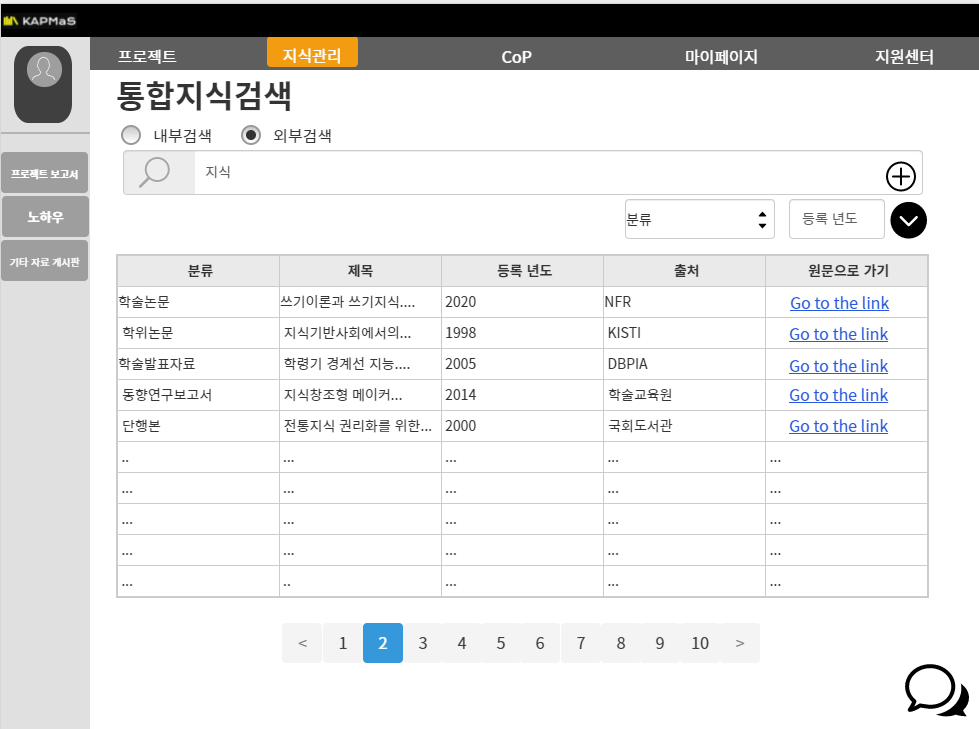 KAPMaS
프로젝트 지식관리 CoP 마이페이지 지원센터
통합지식검색
내부검색 외부검색
지식
분류 등록 년도
프로젝트 보고서
노하우
기타 자료 게시판
분류 제목 등록 년도 출처 원문으로 가기
학술논문 쓰기이론과 쓰기지식.... 2020 NFR Go to the link
학위논문 지식기반사회에서의... 1998 KISTI Go to the link
학술발표자료 학령기 경계선 지능.... 2005 DBPIA Go to the link
동향연구보고서 지식창조형 메이커... 2014 학술교육원 Go to the link
단행본 전통지식 권리화를 위한... 2000 국회도서관 Go to the link
.. ... ... ... ...
... ... ... ... ...
... ... ... ... ...
... ... ... ... ...
... .. ... ... ...
< 1 2 3 4 5 6 7 8 9 10 >